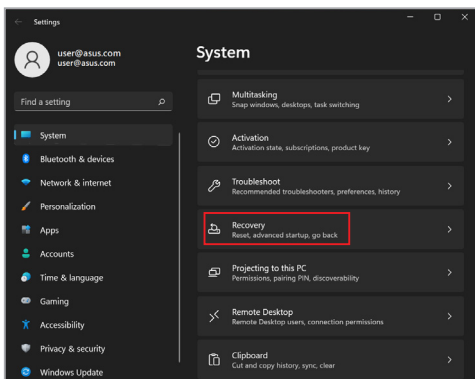 Settings
user@asus.com
user@asus.com
Find a setting
System
Bluetooth & devices
Network & internet
Personalization
Apps
Accounts
Time & language
Gaming
Accessibility
Privacy & security
Windows Update
System
Multitasking
Snap windows, desktops, task switching
Activation
Activation state, subscriptions, product key
Troubleshoot
Recommended troubleshooters, preferences, history
Recovery
Reset, advanced startup, go back
Projecting to this PC
Permissions, pairing PIN, discoverability
Remote Desktop
Remote Desktop users, connection permissions
Clipboard
Cut and copy history, sync, clear